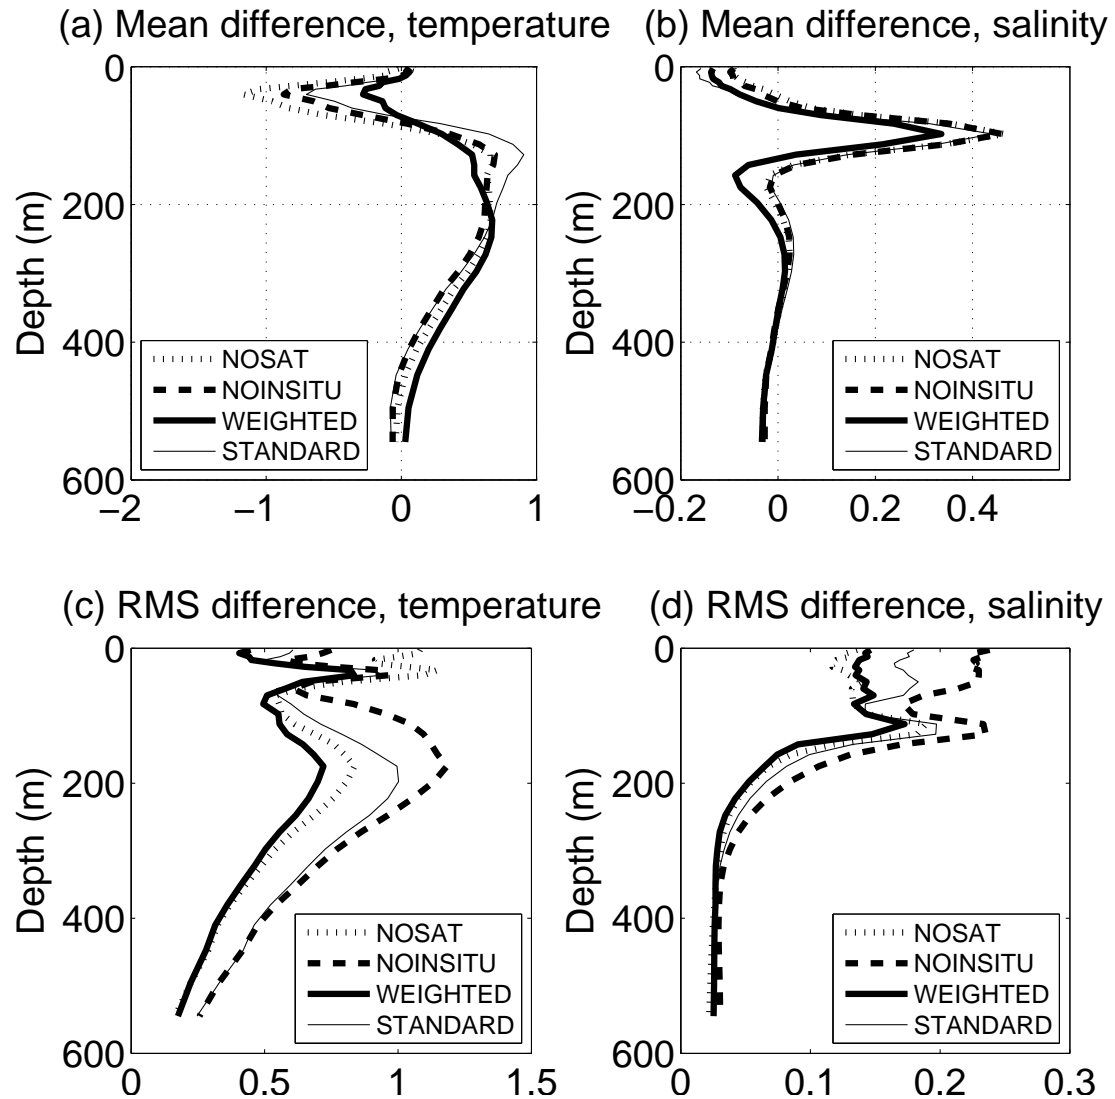 (a) Mean difference, temperature
0
200
400
600
Depth (m)
NOSAT
NOINSITU
WEIGHTED
STANDARD
−2 −1 0 1
(b) Mean difference, salinity
0
200
400
600
Depth (m)
NOSAT
NOINSITU
WEIGHTED
STANDARD
−0.2 0 0.2 0.4
(c) RMS difference, temperature
0
200
400
600
Depth (m)
NOSAT
NOINSITU
WEIGHTED
STANDARD
0 0.5 1 1.5
(d) RMS difference, salinity
0
200
400
600
Depth (m)
NOSAT
NOINSITU
WEIGHTED
STANDARD
0 0.1 0.2 0.3